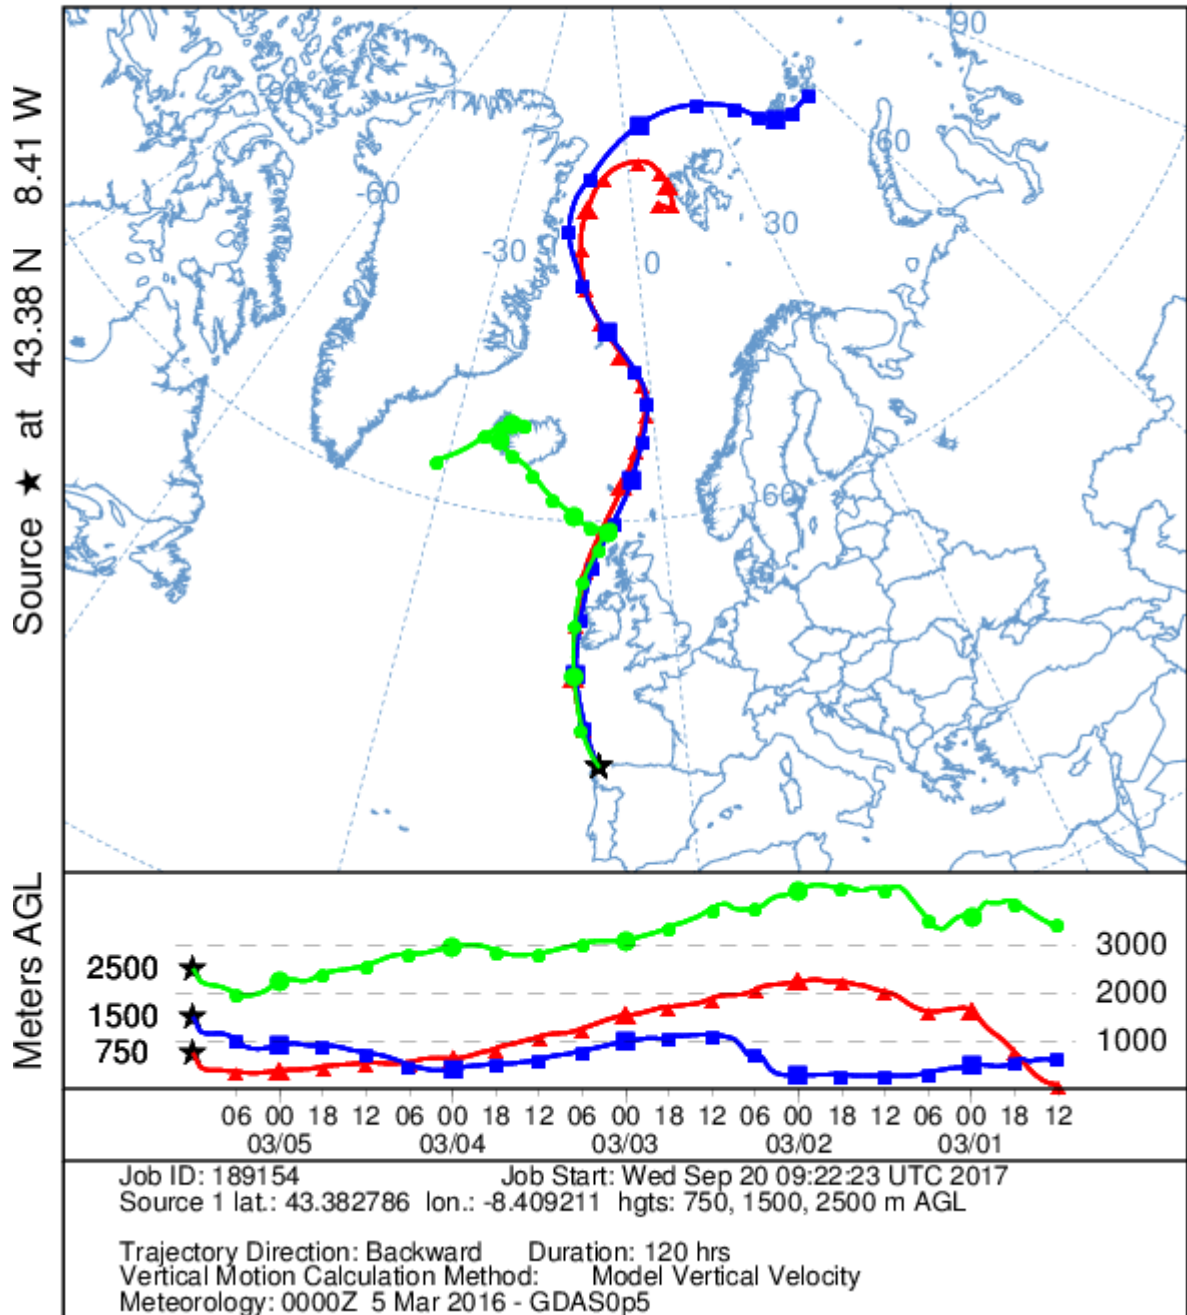 Source ★ at 43.38 N 8.41 W
90
60
-60
30
-30
0
60
Meters AGL
2500
1500
750
3000
2000
1000
06 00 18 12 06 00 18 12 06 00 18 12 06 00 18 12 06 00 18 12
03/05 03/04 03/03 03/02 03/01
Job ID: 189154 Job Start: Wed Sep 20 09:22:23 UTC 2017
Source 1 lat.: 43.382786 lon.: -8.409211 hgts: 750, 1500, 2500 m AGL
Trajectory Direction: Backward Duration: 120 hrs
Vertical Motion Calculation Method: Model Vertical Velocity
Meteorology: 0000Z 5 Mar 2016 - GDAS0p5